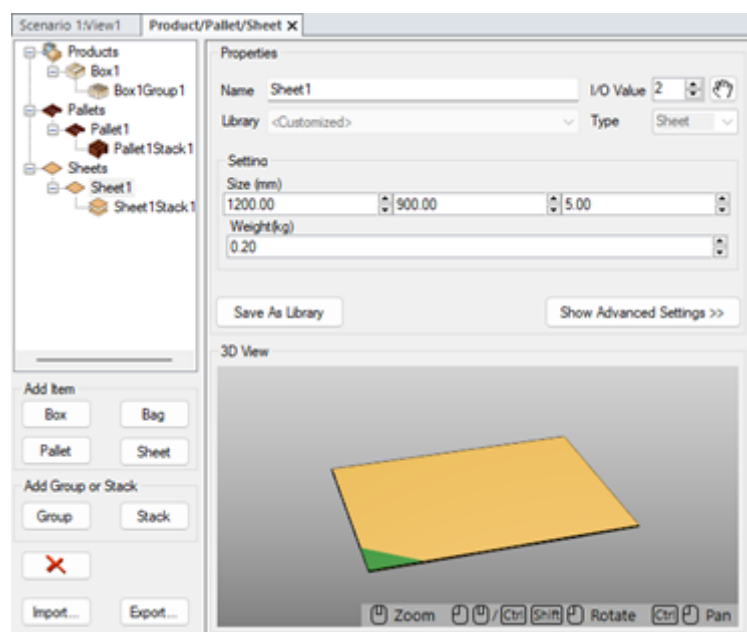 Scenario 1:View1 Product/Pallet/Sheet X
Products
Box1
Box1Group1
Pallets
Pallet1
Pallet1Stack1
Sheets
Sheet1
Sheet1Stack1
Add Item
Box Bag
Pallet Sheet
Add Group or Stack
Group Stack
Import... Export...
Properties
Name Sheet1 I/O Value 2
Library <Customized> Type Sheet
Setting
Size (mm)
1200.00 900.00 5.00
Weight(kg)
0.20
Save As Library Show Advanced Settings >>
3D View
Zoom / Ctrl Shift Rotate Ctrl Pan